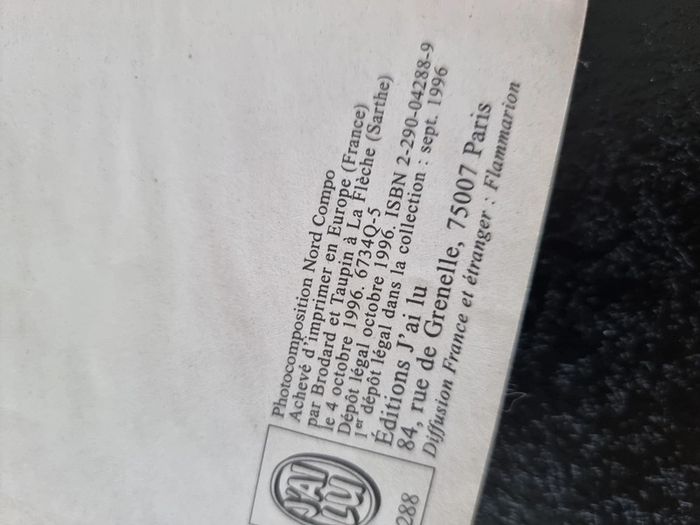 Photocomposition Nord Compo
Achevé d'imprimer en Europe (France)
par Brodard et Taupin à La Flèche (Sarthe)
le 4 octobre 1996. 6734Q-5
Dépôt légal octobre 1996. ISBN 2-290-04288-9
1er dépôt légal dans la collection : sept. 1996
Éditions J'ai lu
84, rue de Grenelle, 75007 Paris
Diffusion France et étranger : Flammarion
J'AI
LU
288